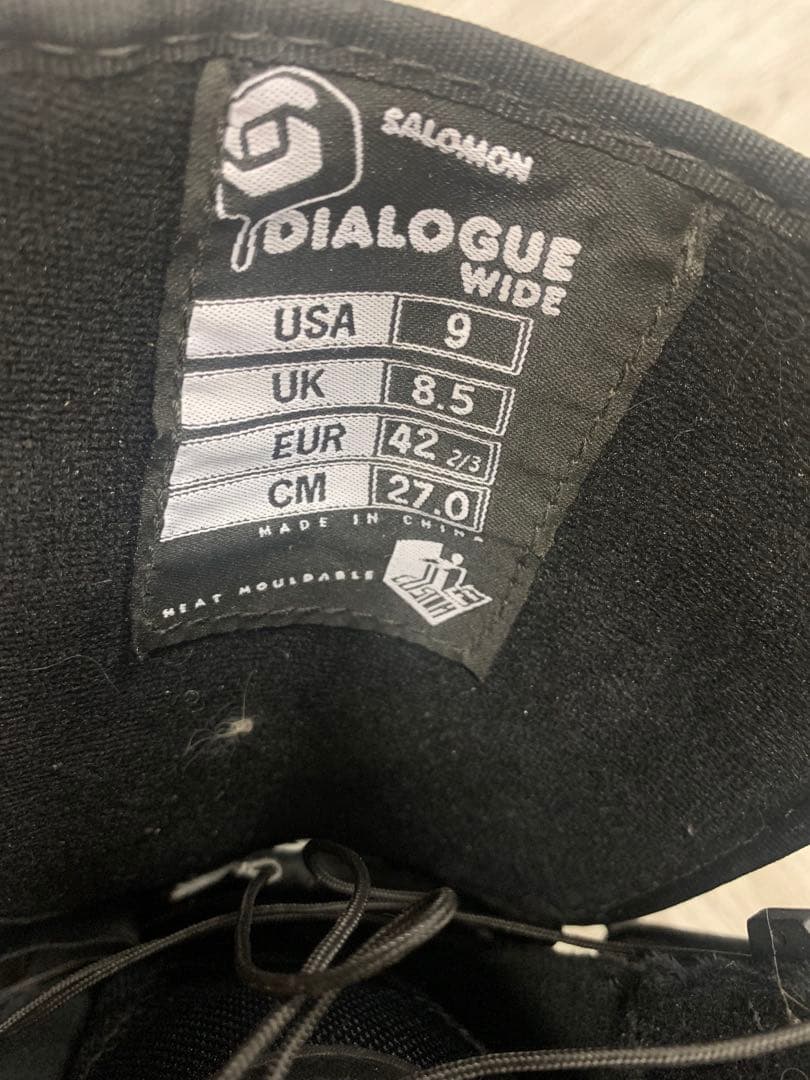 SALOMON
DIALOGUE
WIDE
USA 9
UK 8.5
EUR 42 2/3
CM 27.0
MADE IN CHINA
HEAT MOULDABLE